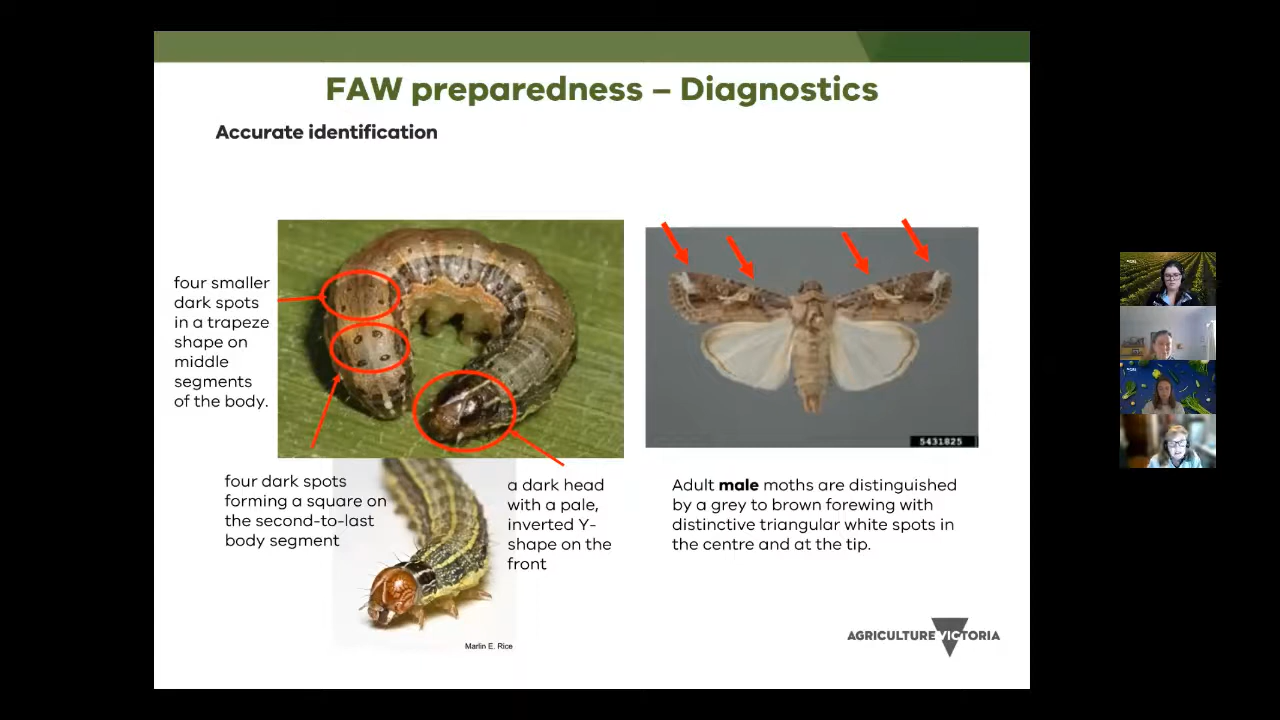 FAW preparedness – Diagnostics
Accurate identification
four smaller
dark spots
in a trapeze
shape on
middle
segments
of the body.
four dark spots
forming a square on
the second-to-last
body segment
a dark head
with a pale,
inverted Y-
shape on the
front
Marlin E. Rice
5431825
Adult male moths are distinguished
by a grey to brown forewing with
distinctive triangular white spots in
the centre and at the tip.
AGRICULTURE VICTORIA